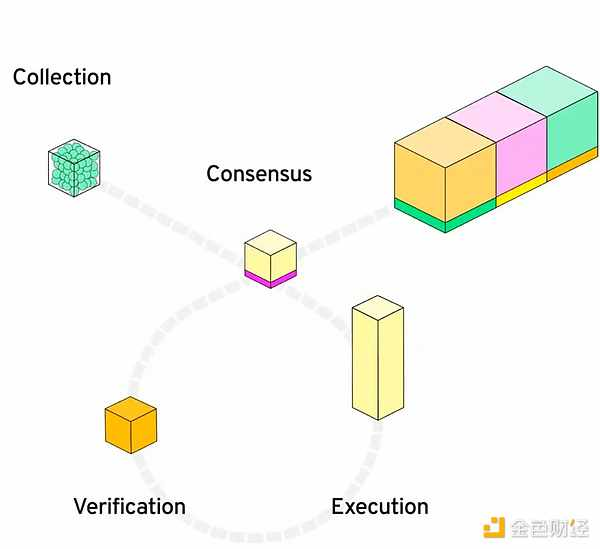 Collection
Consensus
Verification
Execution
金色财经